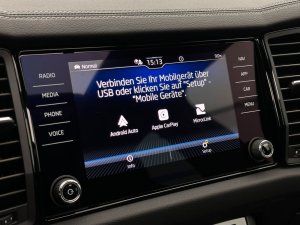 Normal
15:13
RADIO
MEDIA
PHONE
VOICE
Verbinden Sie Ihr Mobilgerät über
USB oder klicken Sie auf "Setup" -
"Mobile Geräte".
Android Auto
Apple CarPlay
MirrorLink
Info
Setup
NAV
APP
CAR
MENU